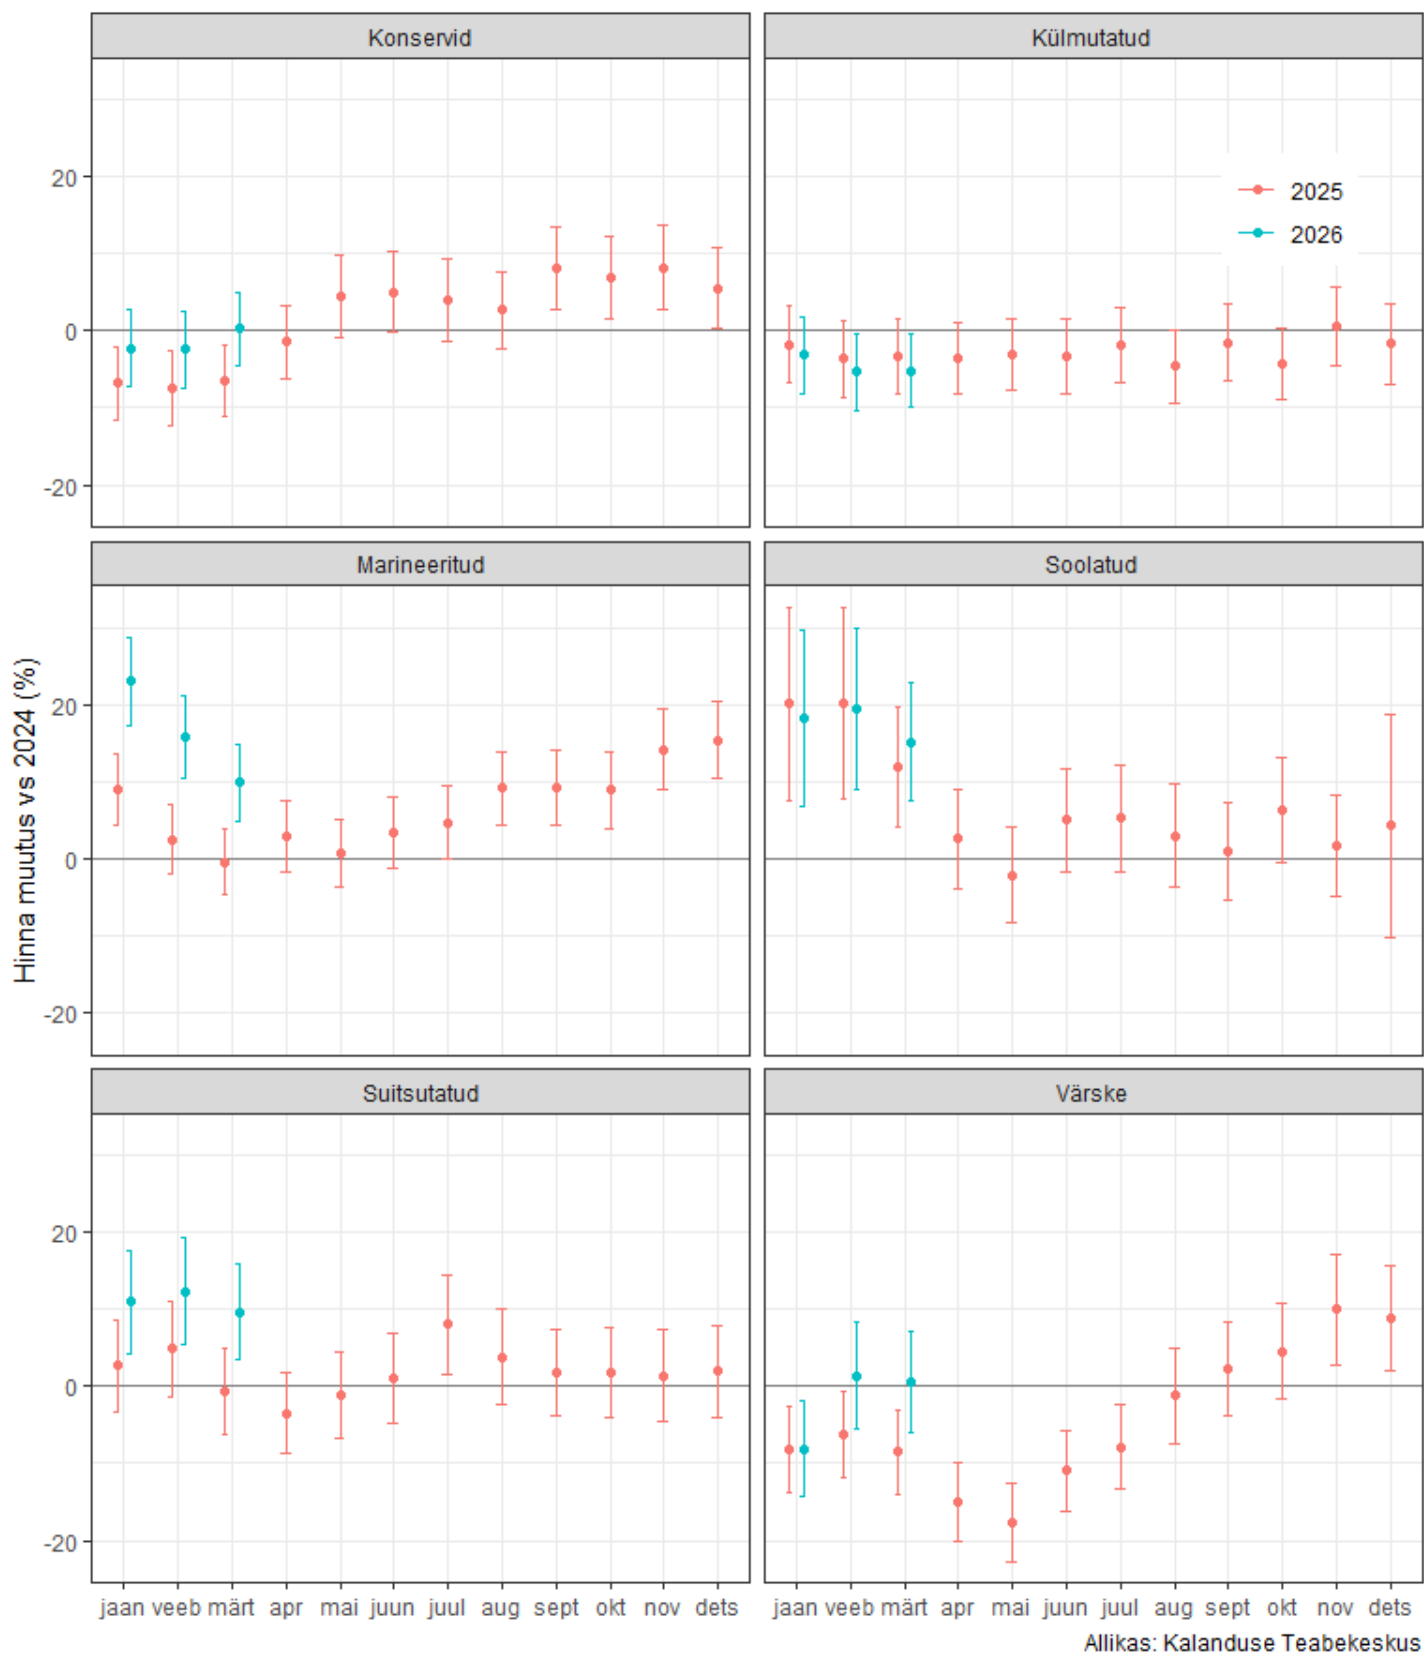 Konservid
Külmutatud
20
0
-20
2025
2026
Marineeritud
Soolatud
Hinna muutus vs 2024 (%)
20
0
-20
Suitsutatud
Värske
20
0
-20
jaan veeb märt apr mai juun juul aug sept okt nov dets
jaan veeb märt apr mai juun juul aug sept okt nov dets
Allikas: Kalanduse Teabekeskus